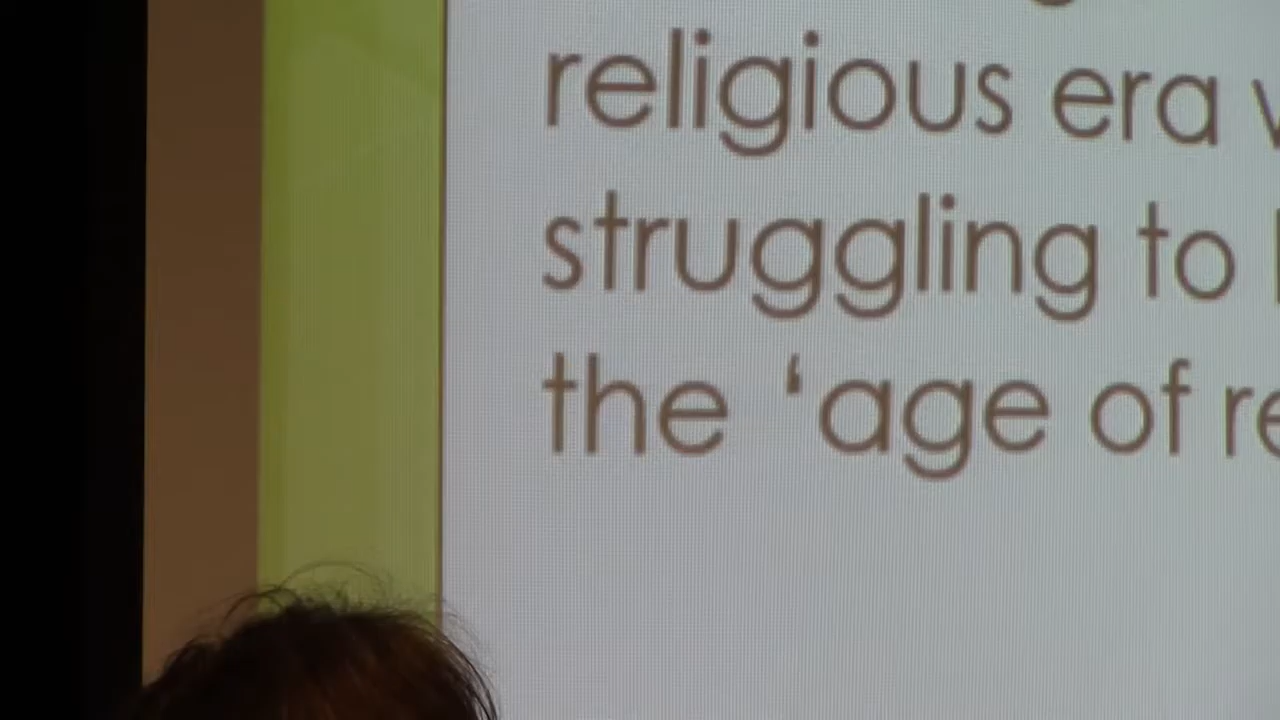 religious era
struggling to
the ‘age of